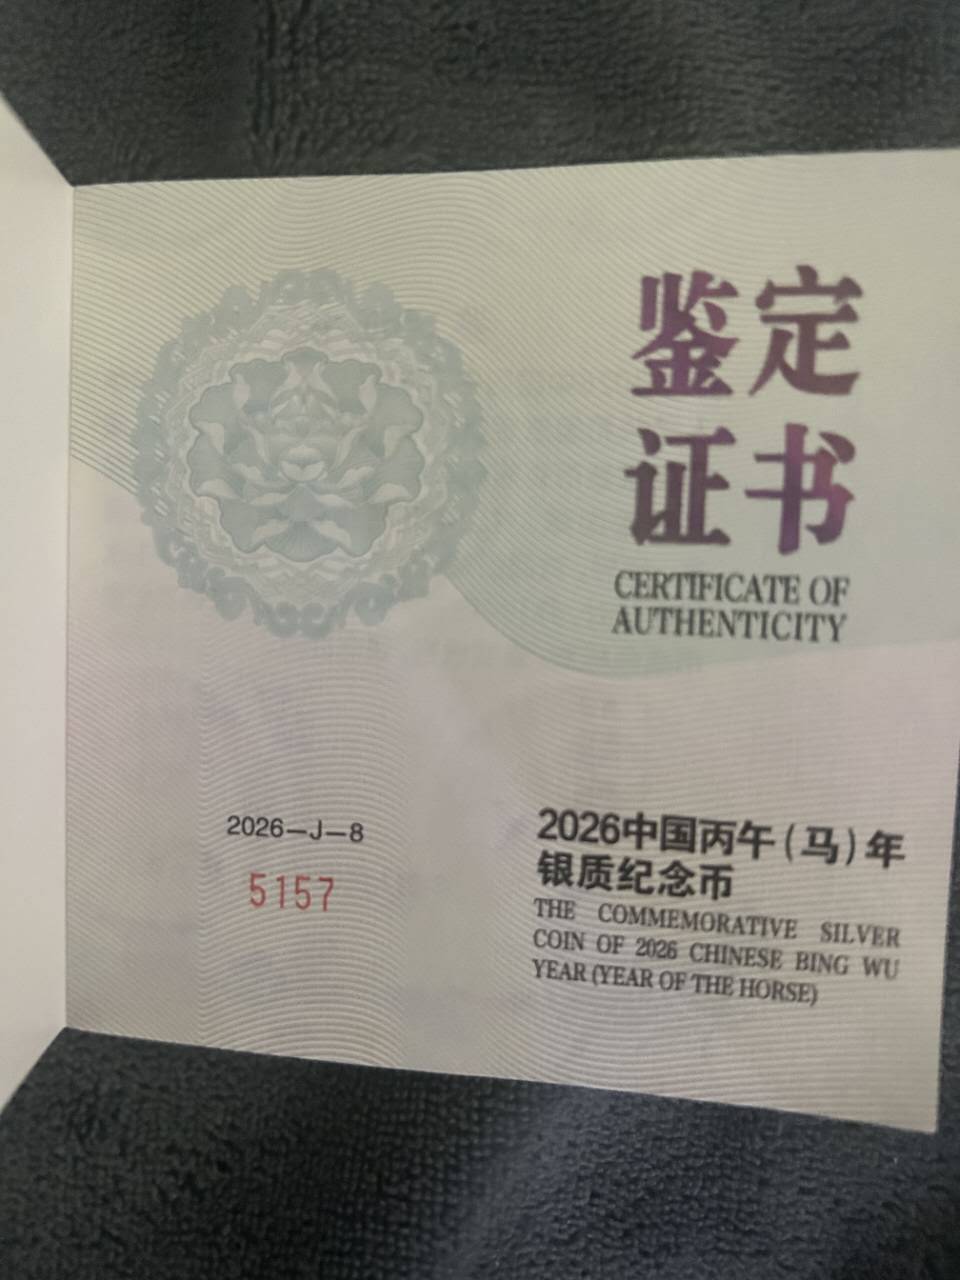 鉴定
证书
CERTIFICATE OF
AUTHENTICITY
2026—J—8
5157
2026中国丙午(马)年
银质纪念币
THE COMMEMORATIVE SILVER
COIN OF 2026 CHINESE BING WU
YEAR (YEAR OF THE HORSE)